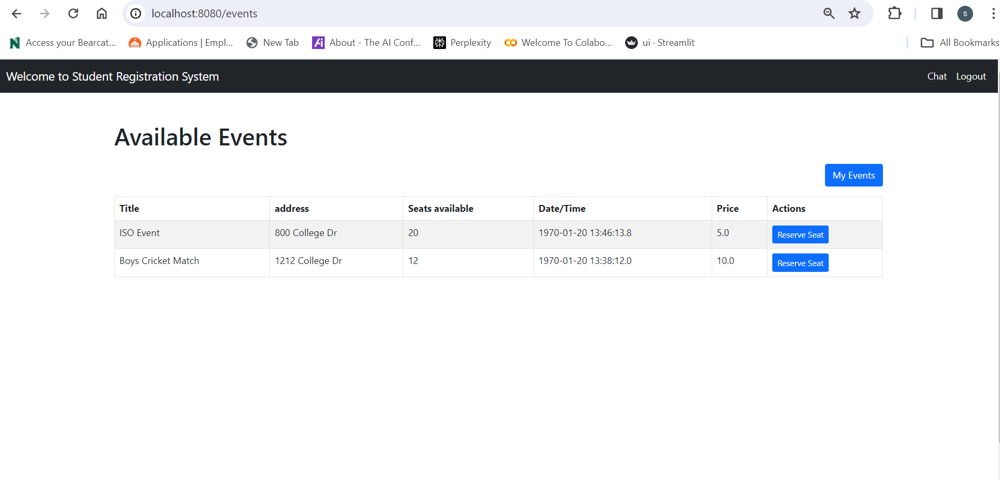 localhost:8080/events
s
Access your Bearcat... Applications | Empl... New Tab Ai About - The AI Conf... Perplexity Welcome To Colabo... ui · Streamlit All Bookmarks
Welcome to Student Registration System Chat Logout
Available Events
My Events
Title address Seats available Date/Time Price Actions
ISO Event 800 College Dr 20 1970-01-20 13:46:13.8 5.0 Reserve Seat
Boys Cricket Match 1212 College Dr 12 1970-01-20 13:38:12.0 10.0 Reserve Seat